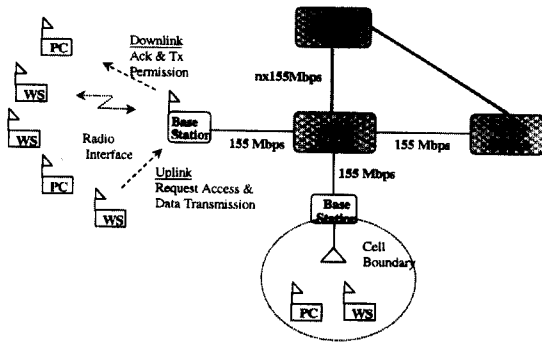 PC
WS
WS
PC
WS
Downlink
Ack & Tx
Permission
Radio
Interface
Base
Station
Uplink
Request Access &
Data Transmission
nx155Mbps
155 Mbps
155 Mbps
155 Mbps
Base
Station
Cell
Boundary
PC
WS